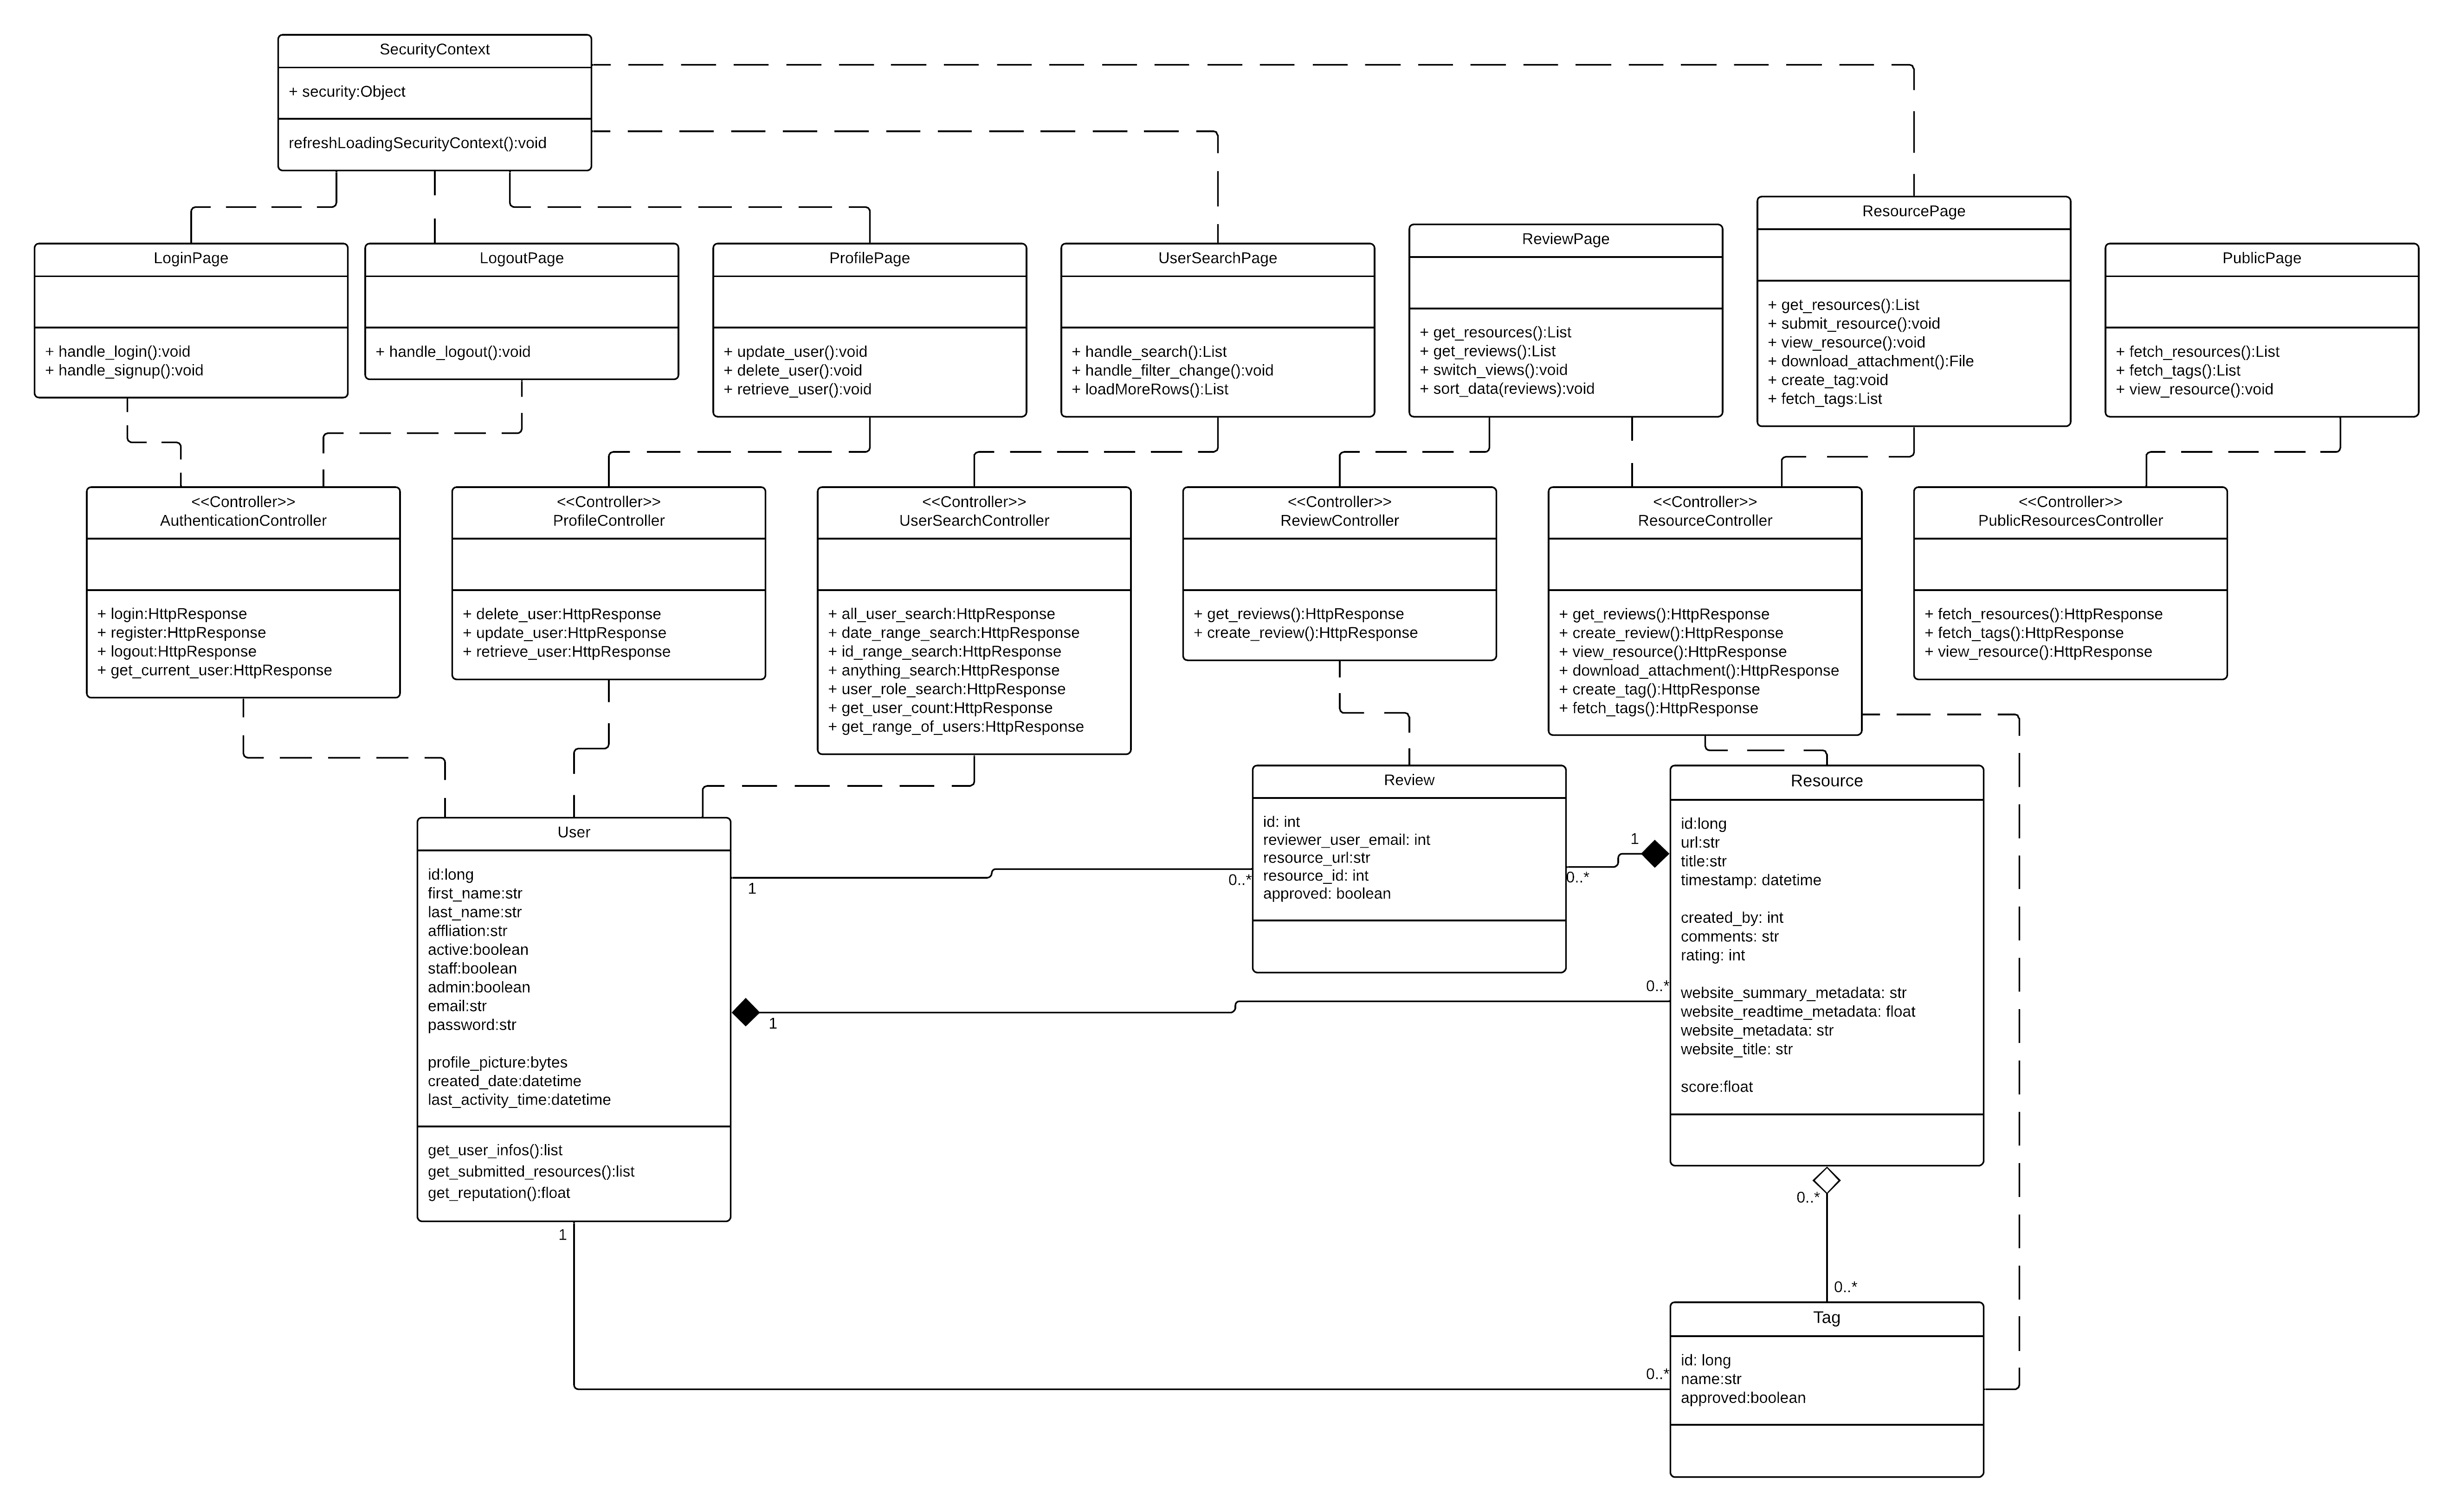 SecurityContext
+ security:Object
refreshLoadingSecurityContext():void
LoginPage
+ handle_login():void
+ handle_signup():void
LogoutPage
+ handle_logout():void
ProfilePage
+ update_user():void
+ delete_user():void
+ retrieve_user():void
UserSearchPage
+ handle_search():List
+ handle_filter_change():void
+ loadMoreRows():List
ReviewPage
+ get_resources():List
+ get_reviews():List
+ switch_views():void
+ sort_data(reviews):void
ResourcePage
+ get_resources():List
+ submit_resource():void
+ view_resource():void
+ download_attachment():File
+ create_tag:void
+ fetch_tags:List
PublicPage
+ fetch_resources():List
+ fetch_tags():List
+ view_resource():void
<<Controller>>
AuthenticationController
+ login:HttpResponse
+ register:HttpResponse
+ logout:HttpResponse
+ get_current_user:HttpResponse
<<Controller>>
ProfileController
+ delete_user:HttpResponse
+ update_user:HttpResponse
+ retrieve_user:HttpResponse
<<Controller>>
UserSearchController
+ all_user_search:HttpResponse
+ date_range_search:HttpResponse
+ id_range_search:HttpResponse
+ anything_search:HttpResponse
+ user_role_search:HttpResponse
+ get_user_count:HttpResponse
+ get_range_of_users:HttpResponse
<<Controller>>
ReviewController
+ get_reviews():HttpResponse
+ create_review():HttpResponse
<<Controller>>
ResourceController
+ get_reviews():HttpResponse
+ create_review():HttpResponse
+ view_resource():HttpResponse
+ download_attachment():HttpResponse
+ create_tag():HttpResponse
+ fetch_tags():HttpResponse
<<Controller>>
PublicResourcesController
+ fetch_resources():HttpResponse
+ fetch_tags():HttpResponse
+ view_resource():HttpResponse
User
id:long
first_name:str
last_name:str
affliation:str
active:boolean
staff:boolean
admin:boolean
email:str
password:str
profile_picture:bytes
created_date:datetime
last_activity_time:datetime
get_user_infos():list
get_submitted_resources():list
get_reputation():float
1
0..*
Review
id: int
reviewer_user_email: int
resource_url:str
resource_id: int
approved: boolean
0..*
1
Resource
id:long
url:str
title:str
timestamp: datetime
created_by: int
comments: str
rating: int
website_summary_metadata: str
website_readtime_metadata: float
website_metadata: str
website_title: str
score:float
1
0..*
0..*
0..*
1
0..*
Tag
id: long
name:str
approved:boolean